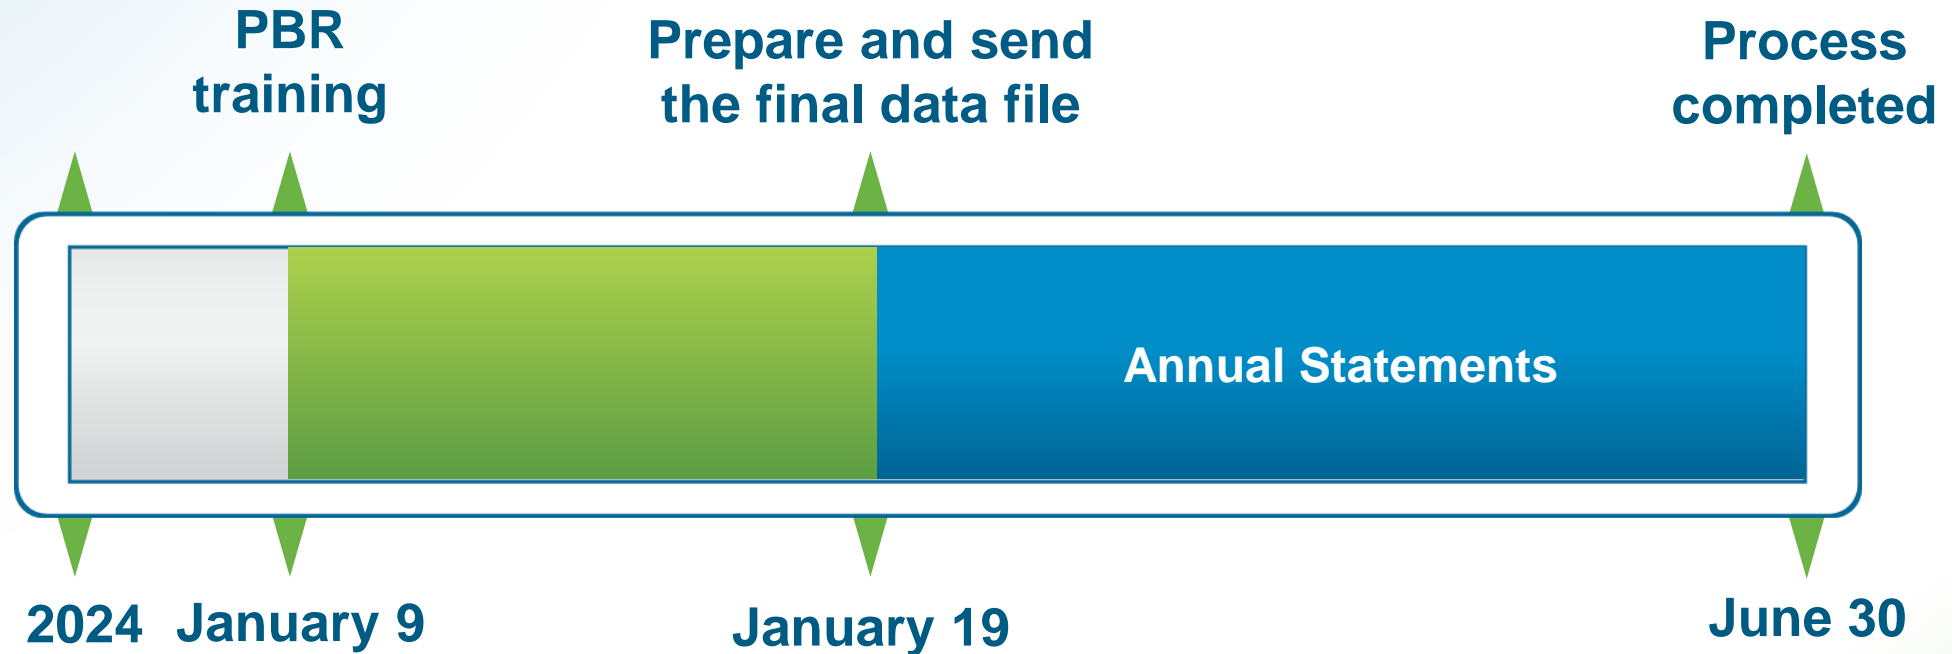 PBR
training
Prepare and send
the final data file
Process
completed
Annual Statements
2024
January 9
January 19
June 30